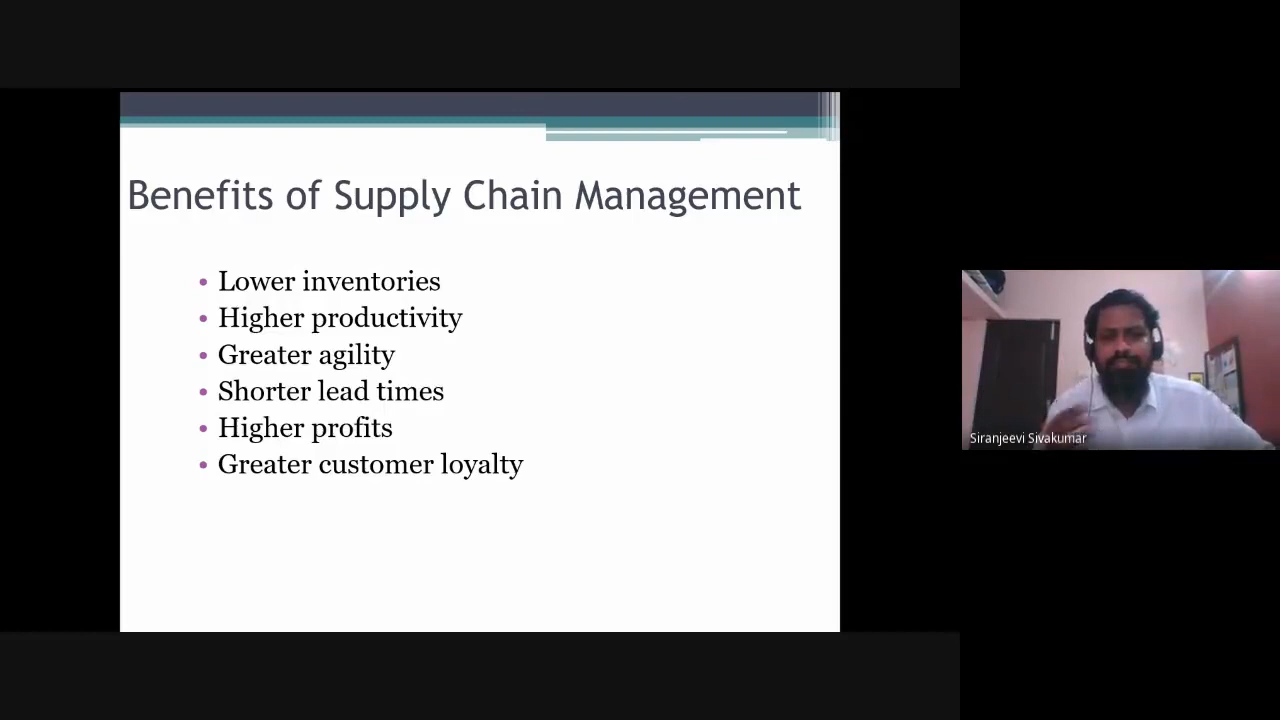 Benefits of Supply Chain Management
• Lower inventories
• Higher productivity
• Greater agility
• Shorter lead times
• Higher profits
• Greater customer loyalty
Siranjeevi Sivakumar